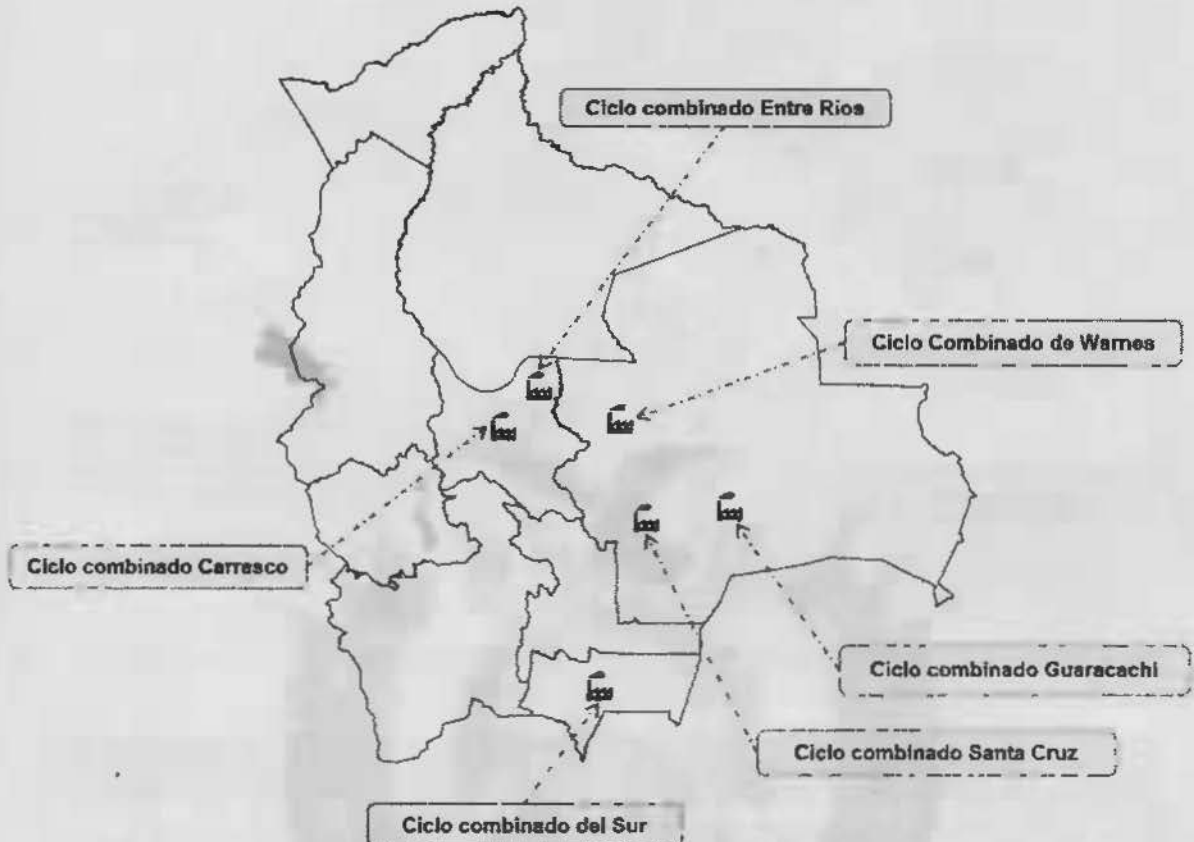 Ciclo combinado Entre Ríos
Ciclo Combinado de Warnes
Ciclo combinado Carrasco
Ciclo combinado Guaracachi
Ciclo combinado Santa Cruz
Ciclo combinado del Sur